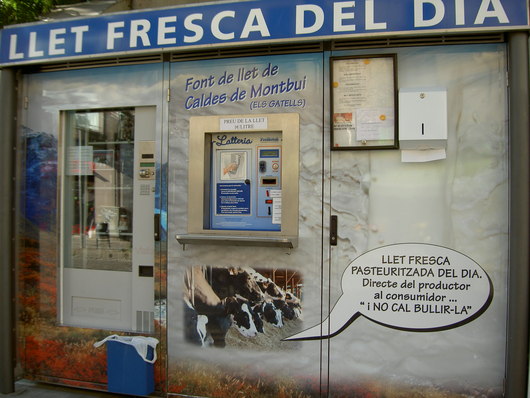 LLET FRESCA DEL DIA
Font de llet de
Caldes de Montbui
(ELS GATELLS)
PREU DE LA LLET
Latteria
LLET FRESCA
PASTEURITZADA DEL DIA.
Directe del productor
al consumidor ...
“ ¡ NO CAL BULLIR-LA”